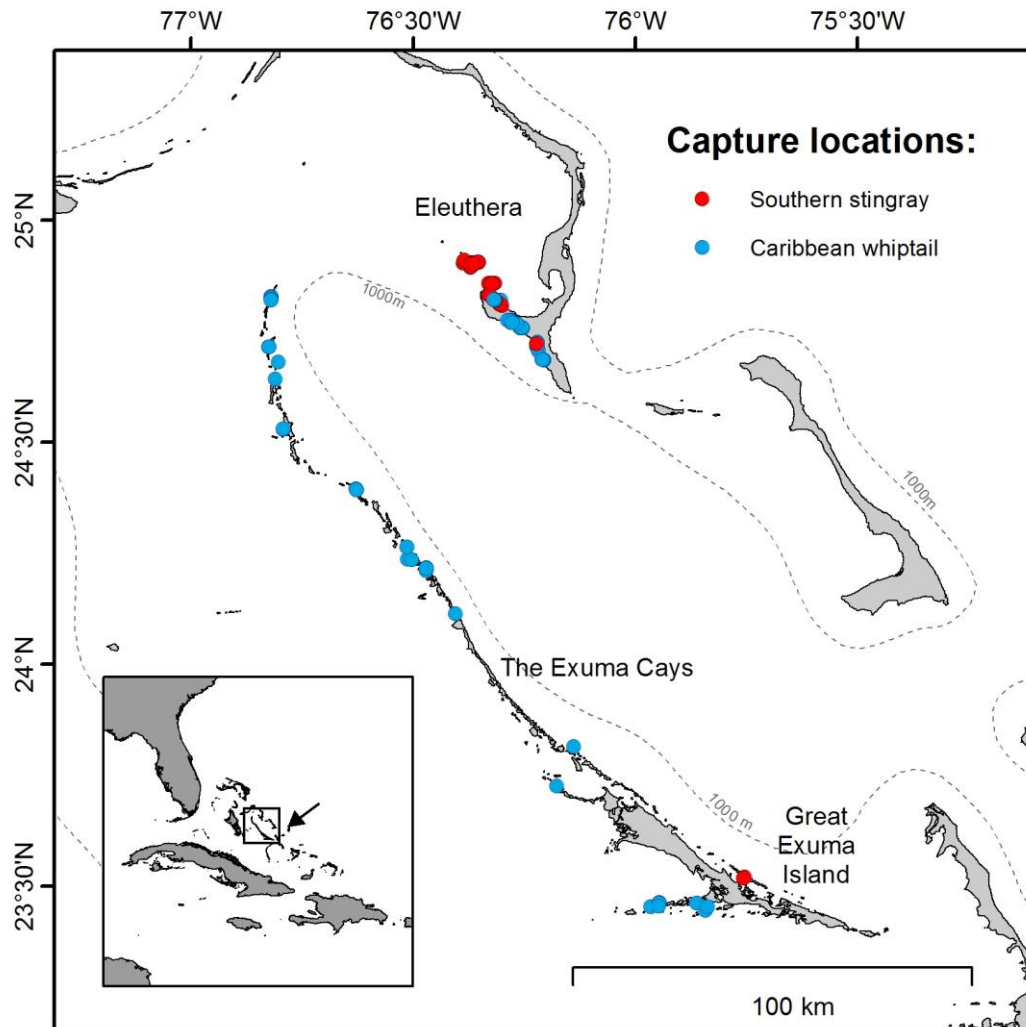 77°W
76°30'W
76°W
75°30'W
Capture locations:
Southern stingray
Caribbean whiptail
25°N
24°30'N
24°N
23°30'N
Eleuthera
1000m
1000m
The Exuma Cays
1000 m
Great
Exuma
Island
100 km